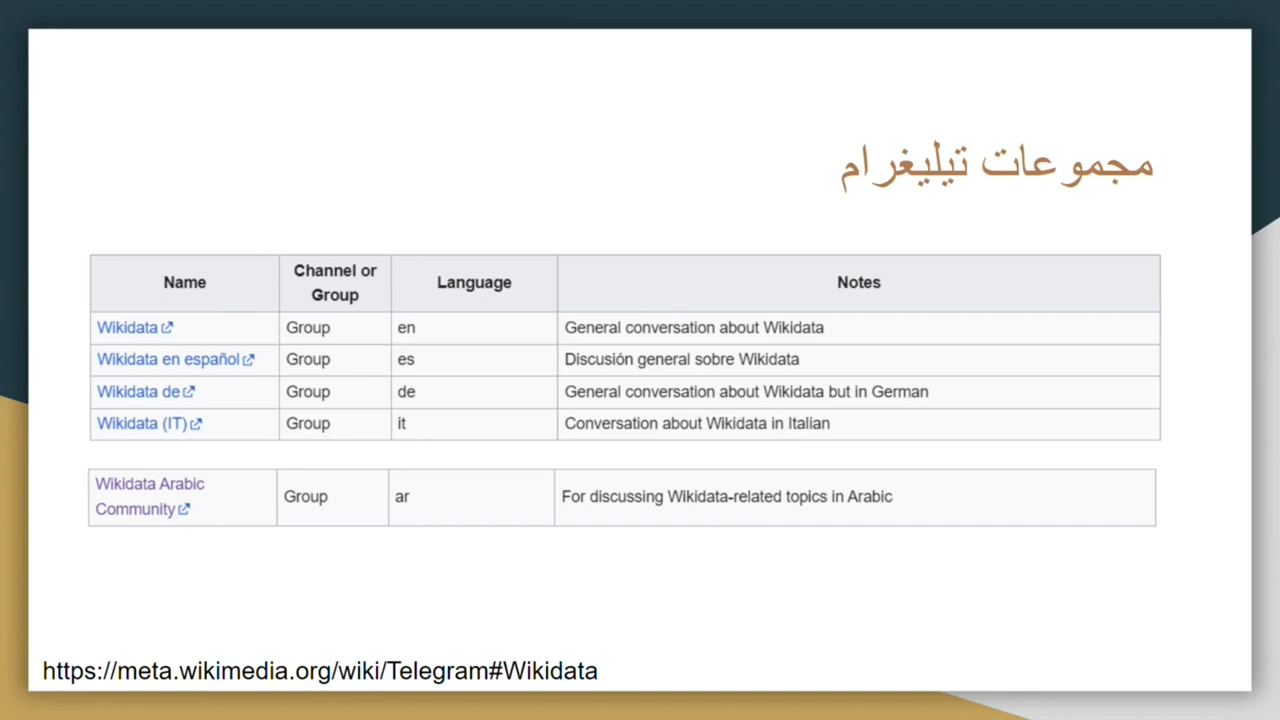 مجموعات تيليغرام
Name Channel or Group Language Notes
Wikidata Group en General conversation about Wikidata
Wikidata en español Group es Discusión general sobre Wikidata
Wikidata de Group de General conversation about Wikidata but in German
Wikidata (IT) Group it Conversation about Wikidata in Italian
Wikidata Arabic Community Group ar For discussing Wikidata-related topics in Arabic
https://meta.wikimedia.org/wiki/Telegram#Wikidata